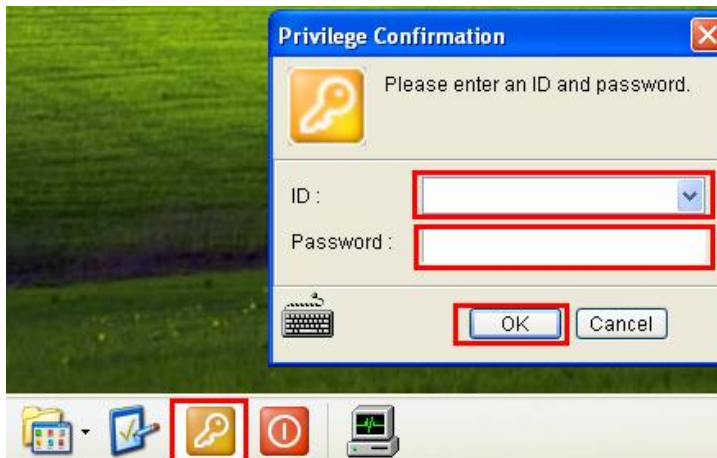 Privilege Confirmation
Please enter an ID and password.
ID :
Password :
OK Cancel